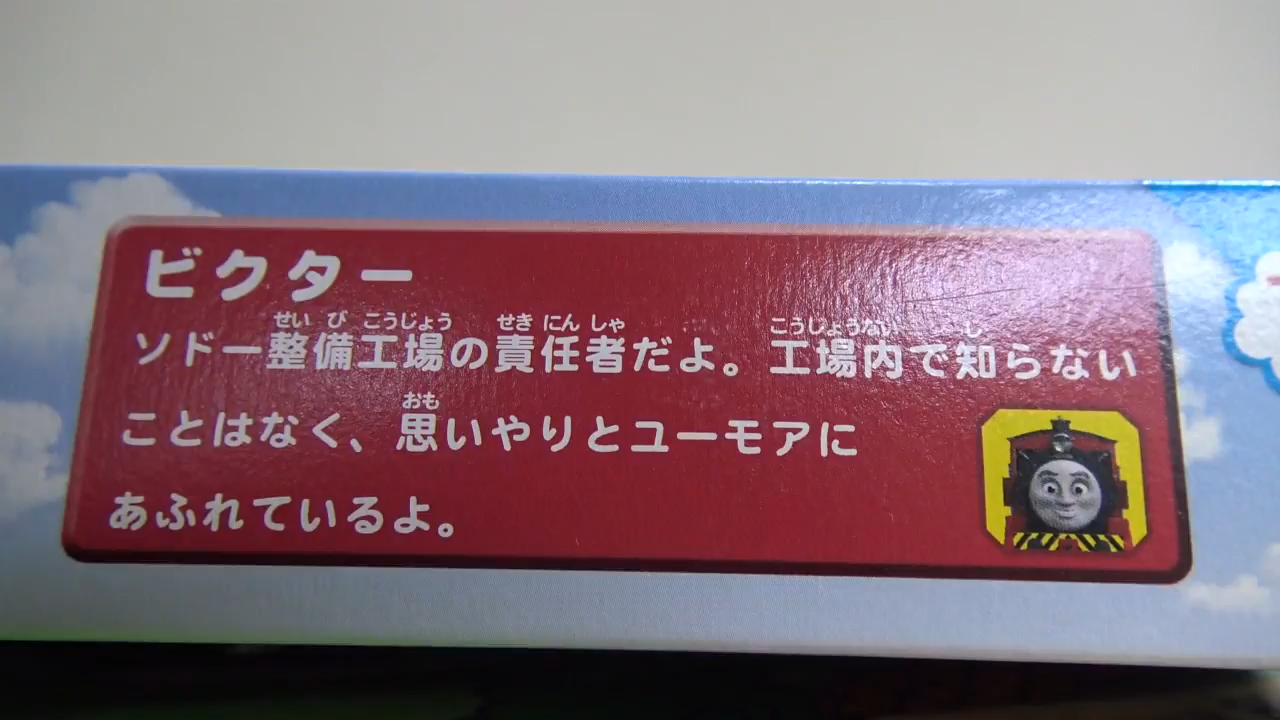 ビクター
ソドー整備工場の責任者だよ。工場内で知らない
ことはなく、思いやりとユーモアに
あふれているよ。